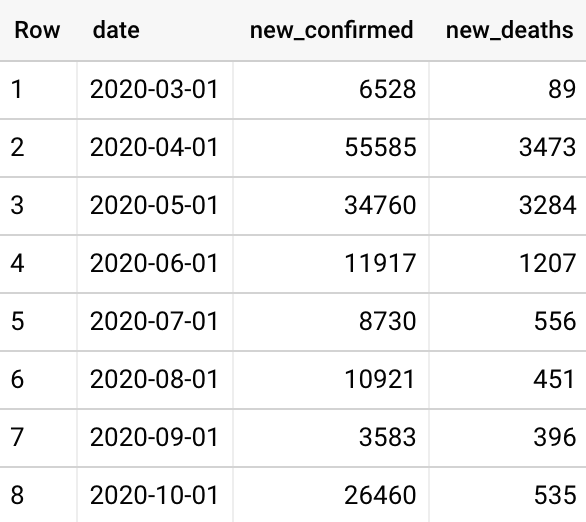 Row date new_confirmed new_deaths
1 2020-03-01 6528 89
2 2020-04-01 55585 3473
3 2020-05-01 34760 3284
4 2020-06-01 11917 1207
5 2020-07-01 8730 556
6 2020-08-01 10921 451
7 2020-09-01 3583 396
8 2020-10-01 26460 535